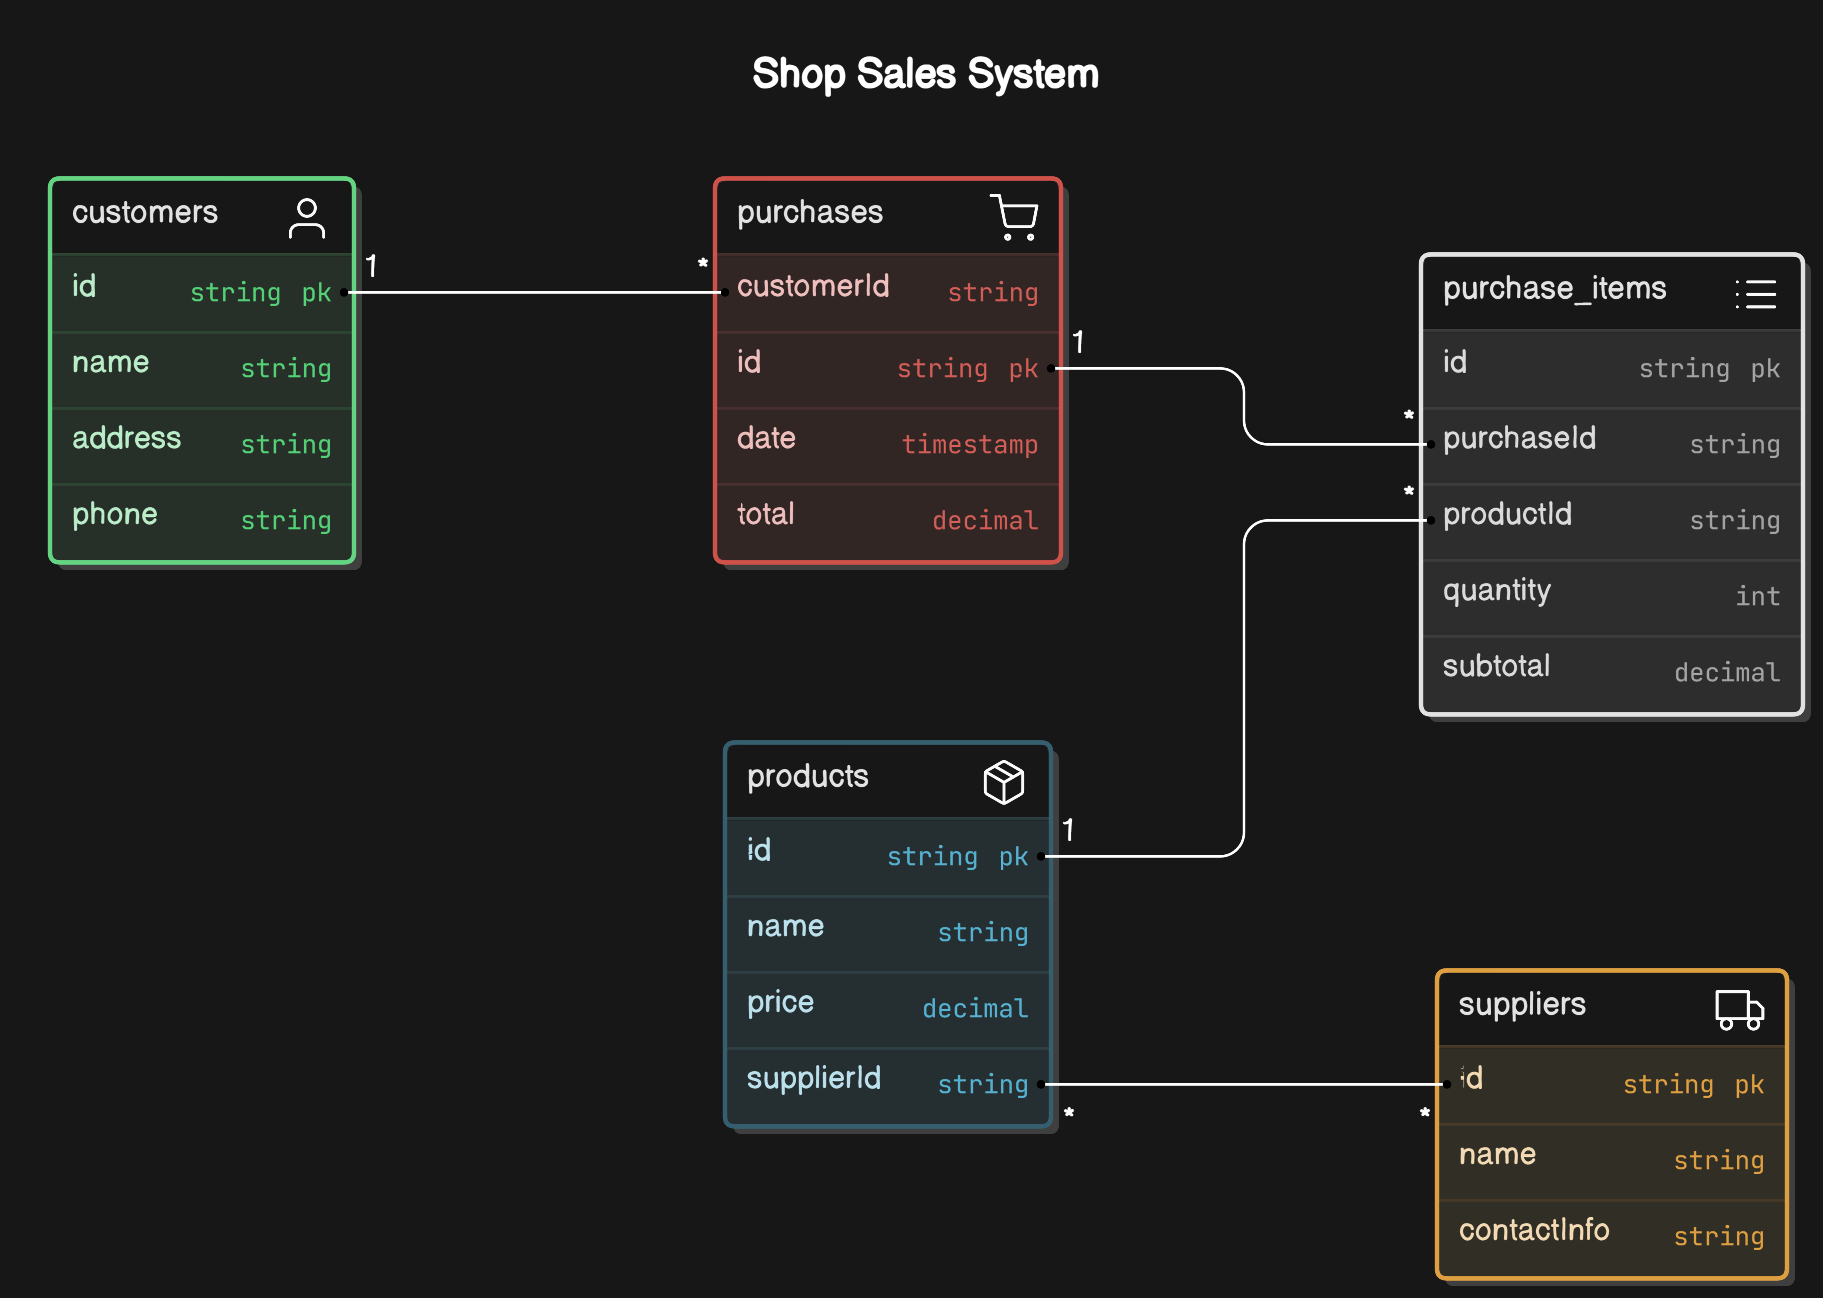 Shop Sales System
customers
id string pk
name string
address string
phone string
1
*
purchases
customerId string
id string pk
date timestamp
total decimal
1
*
*
purchase_items
id string pk
purchaseId string
productId string
quantity int
subtotal decimal
products
id string pk
name string
price decimal
supplierId string
1
*
*
suppliers
id string pk
name string
contactInfo string